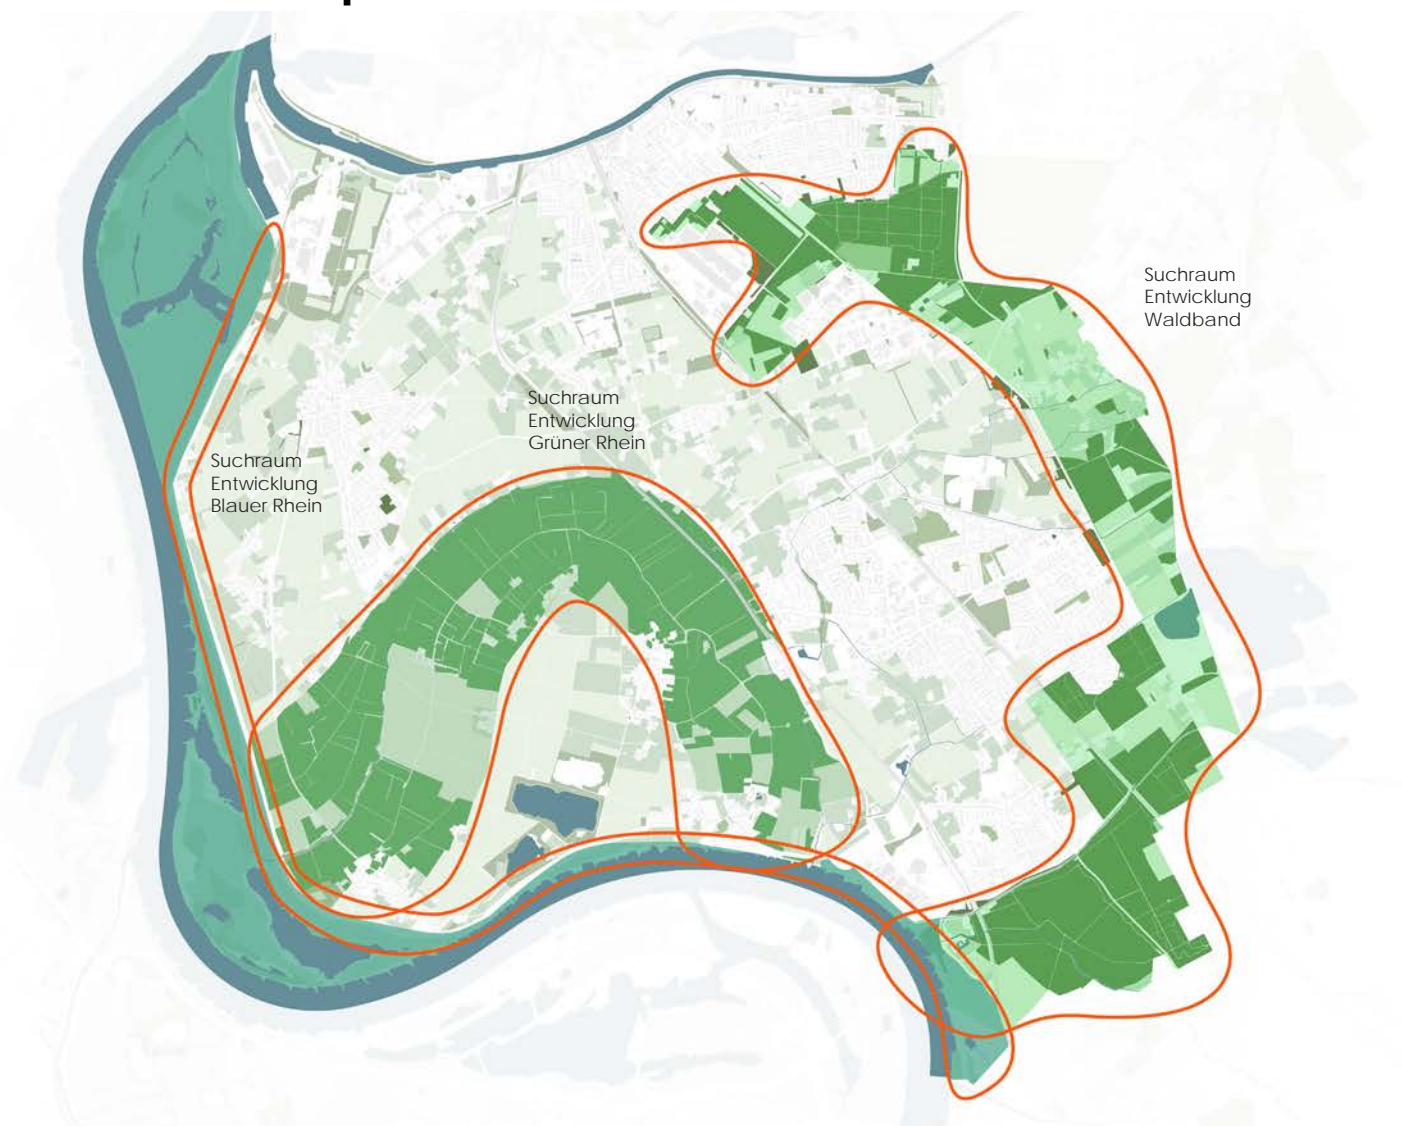 Suchraum
Entwicklung
Waldband
Suchraum
Entwicklung
Grüner Rhein
Suchraum
Entwicklung
Blauer Rhein